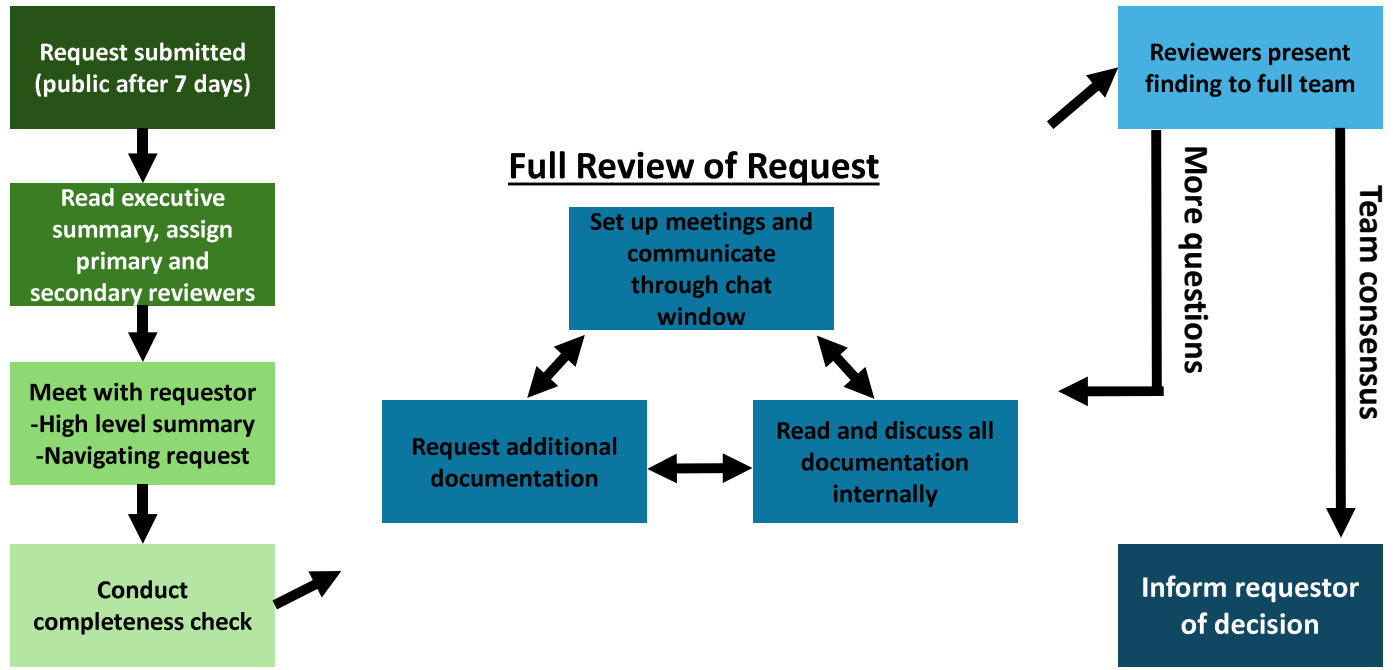 Request submitted
(public after 7 days)
Read executive
summary, assign
primary and
secondary reviewers
Meet with requestor
-High level summary
-Navigating request
Conduct
completeness check
Full Review of Request
Set up meetings and
communicate
through chat
window
Request additional
documentation
Read and discuss all
documentation
internally
Reviewers present
finding to full team
More questions
Team consensus
Inform requestor
of decision